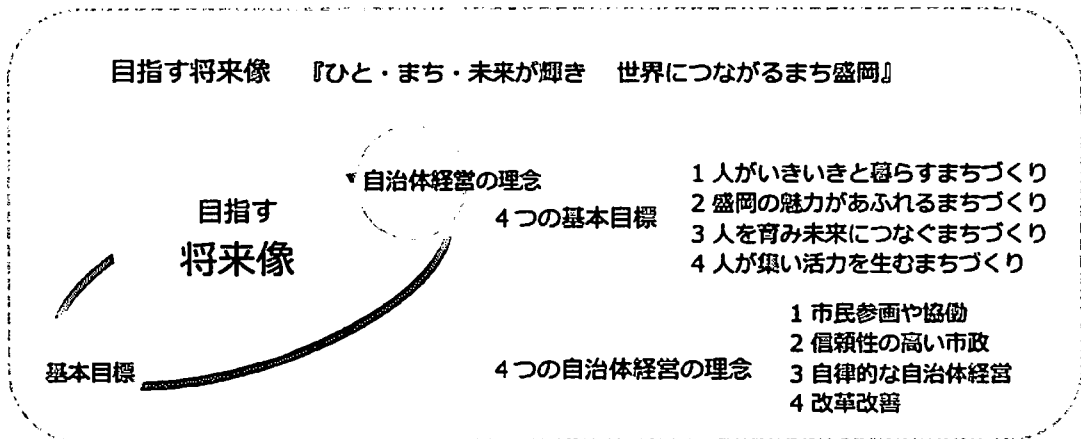 目指す将来像　『ひと・まち・未来が輝き　世界につながるまち盛岡』
自治体経営の理念
目指す
将来像
基本目標
4つの基本目標
1 人がいきいきと暮らすまちづくり
2 盛岡の魅力があふれるまちづくり
3 人を育み未来につなぐまちづくり
4 人が集い活力を生むまちづくり
4つの自治体経営の理念
1 市民参画や協働
2 信頼性の高い市政
3 自律的な自治体経営
4 改革改善